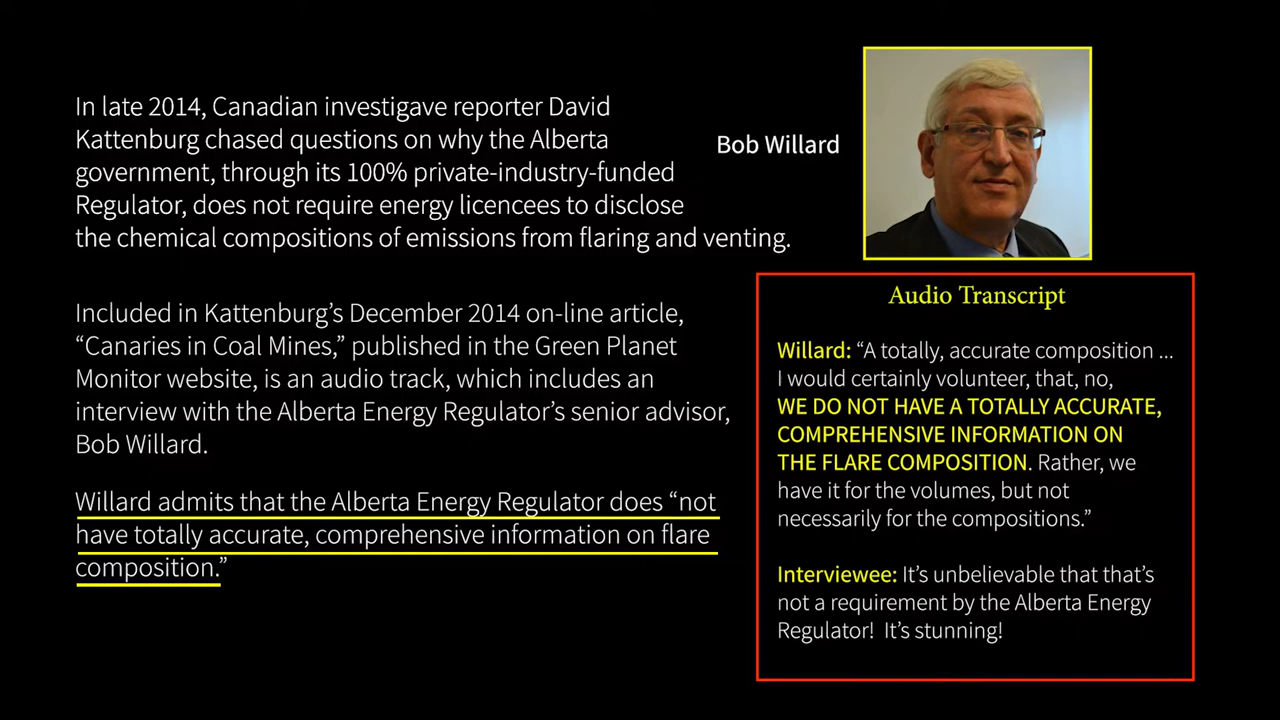 In late 2014, Canadian investigave reporter David
Kattenburg chased questions on why the Alberta
government, through its 100% private-industry-funded
Regulator, does not require energy licencees to disclose
the chemical compositions of emissions from flaring and venting.
Included in Kattenburg’s December 2014 on-line article,
“Canaries in Coal Mines,” published in the Green Planet
Monitor website, is an audio track, which includes an
interview with the Alberta Energy Regulator’s senior advisor,
Bob Willard.
Willard admits that the Alberta Energy Regulator does “not
have totally accurate, comprehensive information on flare
composition.”
Bob Willard
Audio Transcript
Willard: “A totally, accurate composition ...
I would certainly volunteer, that, no,
WE DO NOT HAVE A TOTALLY ACCURATE,
COMPREHENSIVE INFORMATION ON
THE FLARE COMPOSITION. Rather, we
have it for the volumes, but not
necessarily for the compositions.”
Interviewee: It’s unbelievable that that’s
not a requirement by the Alberta Energy
Regulator! It’s stunning!